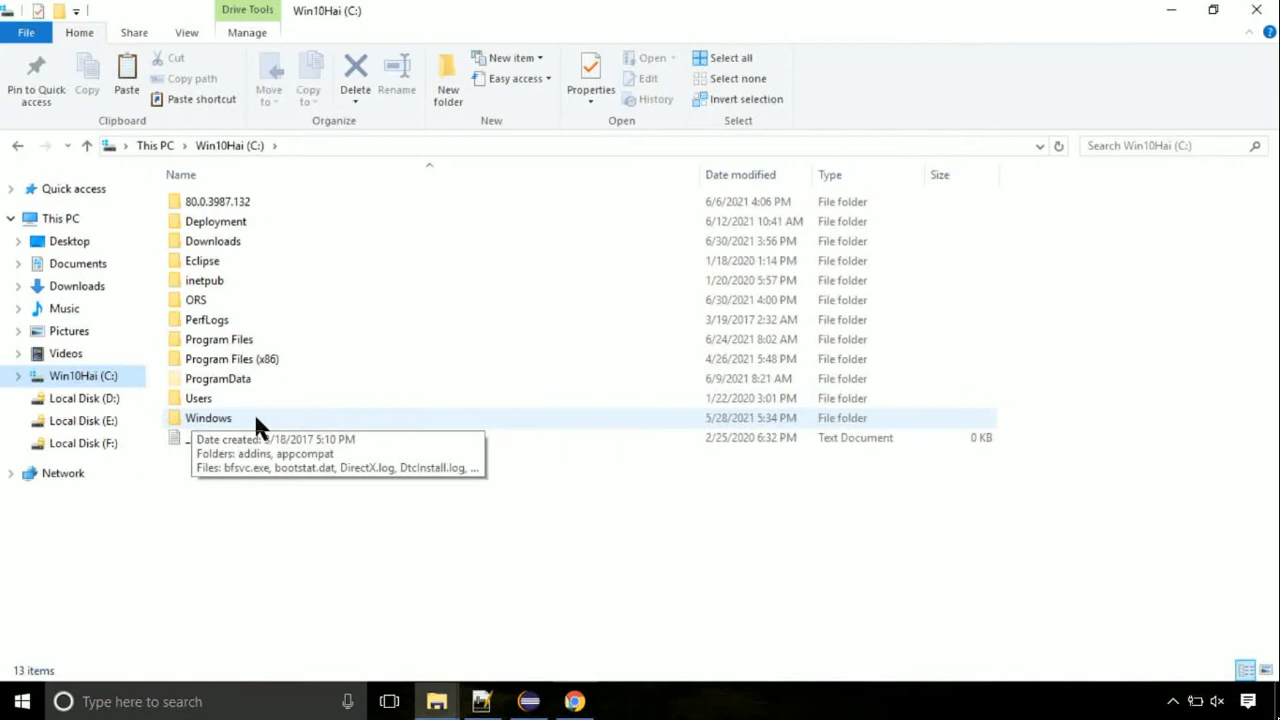 Drive Tools
Win10Hai (C:)
File
Home
Share
View
Manage
Pin to Quick access
Copy
Paste
Cut
Copy path
Paste shortcut
Clipboard
Move to
Copy to
Delete
Rename
Organize
New folder
New item
Easy access
New
Properties
Open
Edit
History
Open
Select all
Select none
Invert selection
Select
This PC > Win10Hai (C:) >
Search Win10Hai (C:)
Name Date modified Type Size
Quick access
This PC
Desktop
Documents
Downloads
Music
Pictures
Videos
Win10Hai (C:)
Local Disk (D:)
Local Disk (E:)
Local Disk (F:)
Network
80.0.3987.132 6/6/2021 4:06 PM File folder
Deployment 6/12/2021 10:41 AM File folder
Downloads 6/30/2021 3:56 PM File folder
Eclipse 1/18/2020 1:14 PM File folder
inetpub 1/20/2020 5:57 PM File folder
ORS 6/30/2021 4:00 PM File folder
PerfLogs 3/19/2017 2:32 AM File folder
Program Files 6/24/2021 8:02 AM File folder
Program Files (x86) 4/26/2021 5:48 PM File folder
ProgramData 6/9/2021 8:21 AM File folder
Users 1/22/2020 3:01 PM File folder
Windows 5/28/2021 5:34 PM File folder
2/25/2020 6:32 PM Text Document 0 KB
Date created: /18/2017 5:10 PM
Folders: addins, appcompat
Files: bfsvc.exe, bootstat.dat, DirectX.log, DtcInstall.log, ...
13 items
Type here to search